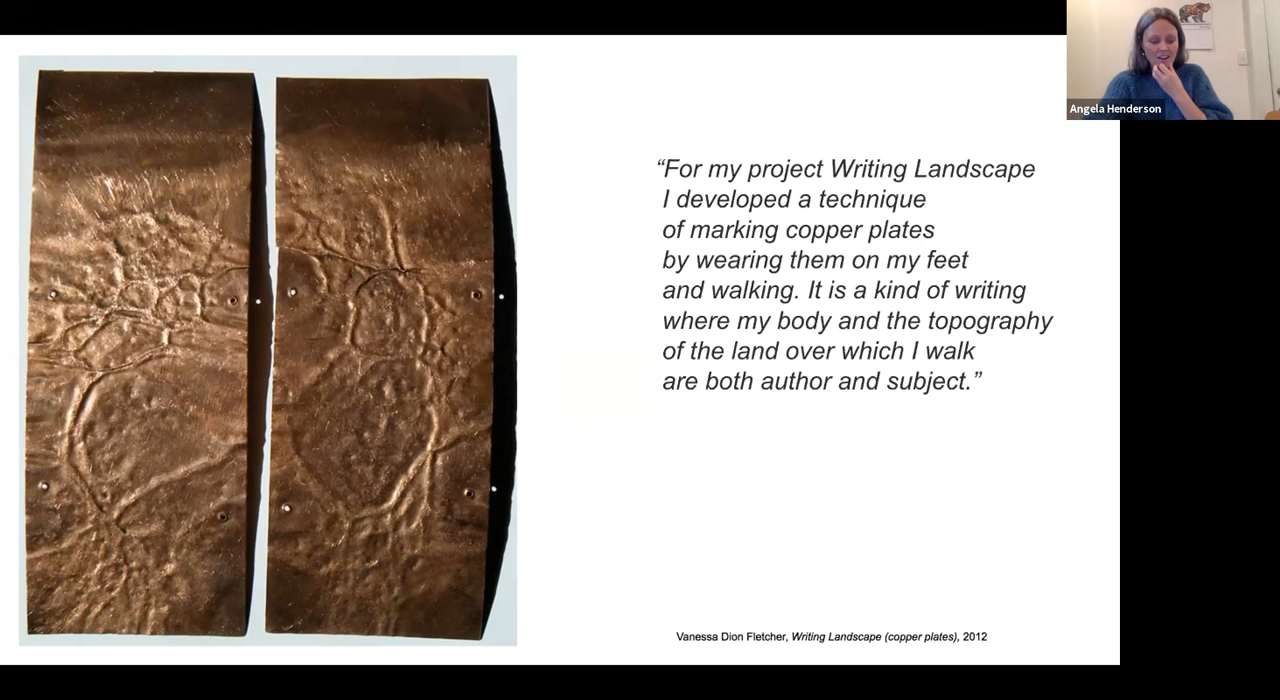 Angela Henderson
“For my project Writing Landscape
I developed a technique
of marking copper plates
by wearing them on my feet
and walking. It is a kind of writing
where my body and the topography
of the land over which I walk
are both author and subject.”
Vanessa Dion Fletcher, Writing Landscape (copper plates), 2012